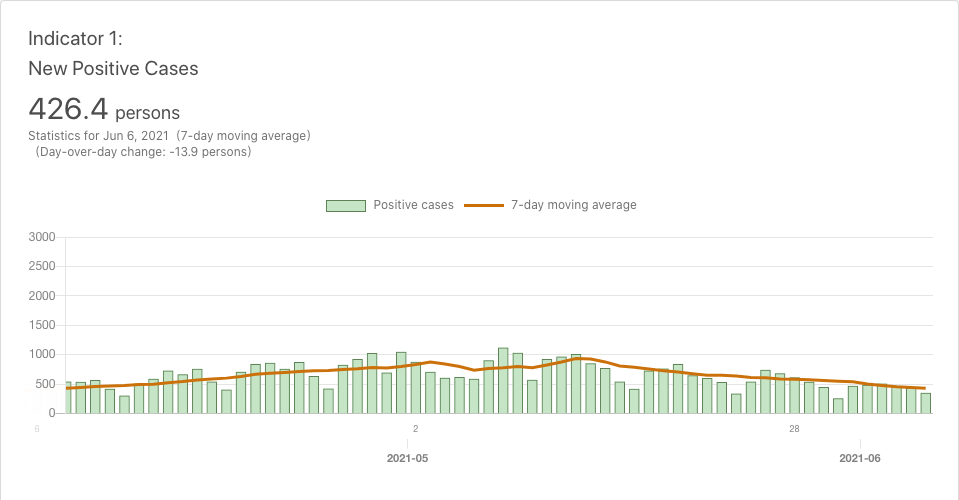 Indicator 1:
New Positive Cases
426.4 persons
Statistics for Jun 6, 2021 (7-day moving average)
(Day-over-day change: -13.9 persons)
Positive cases 7-day moving average
3000
2500
2000
1500
1000
500
0
6 2 28
2021-05 2021-06